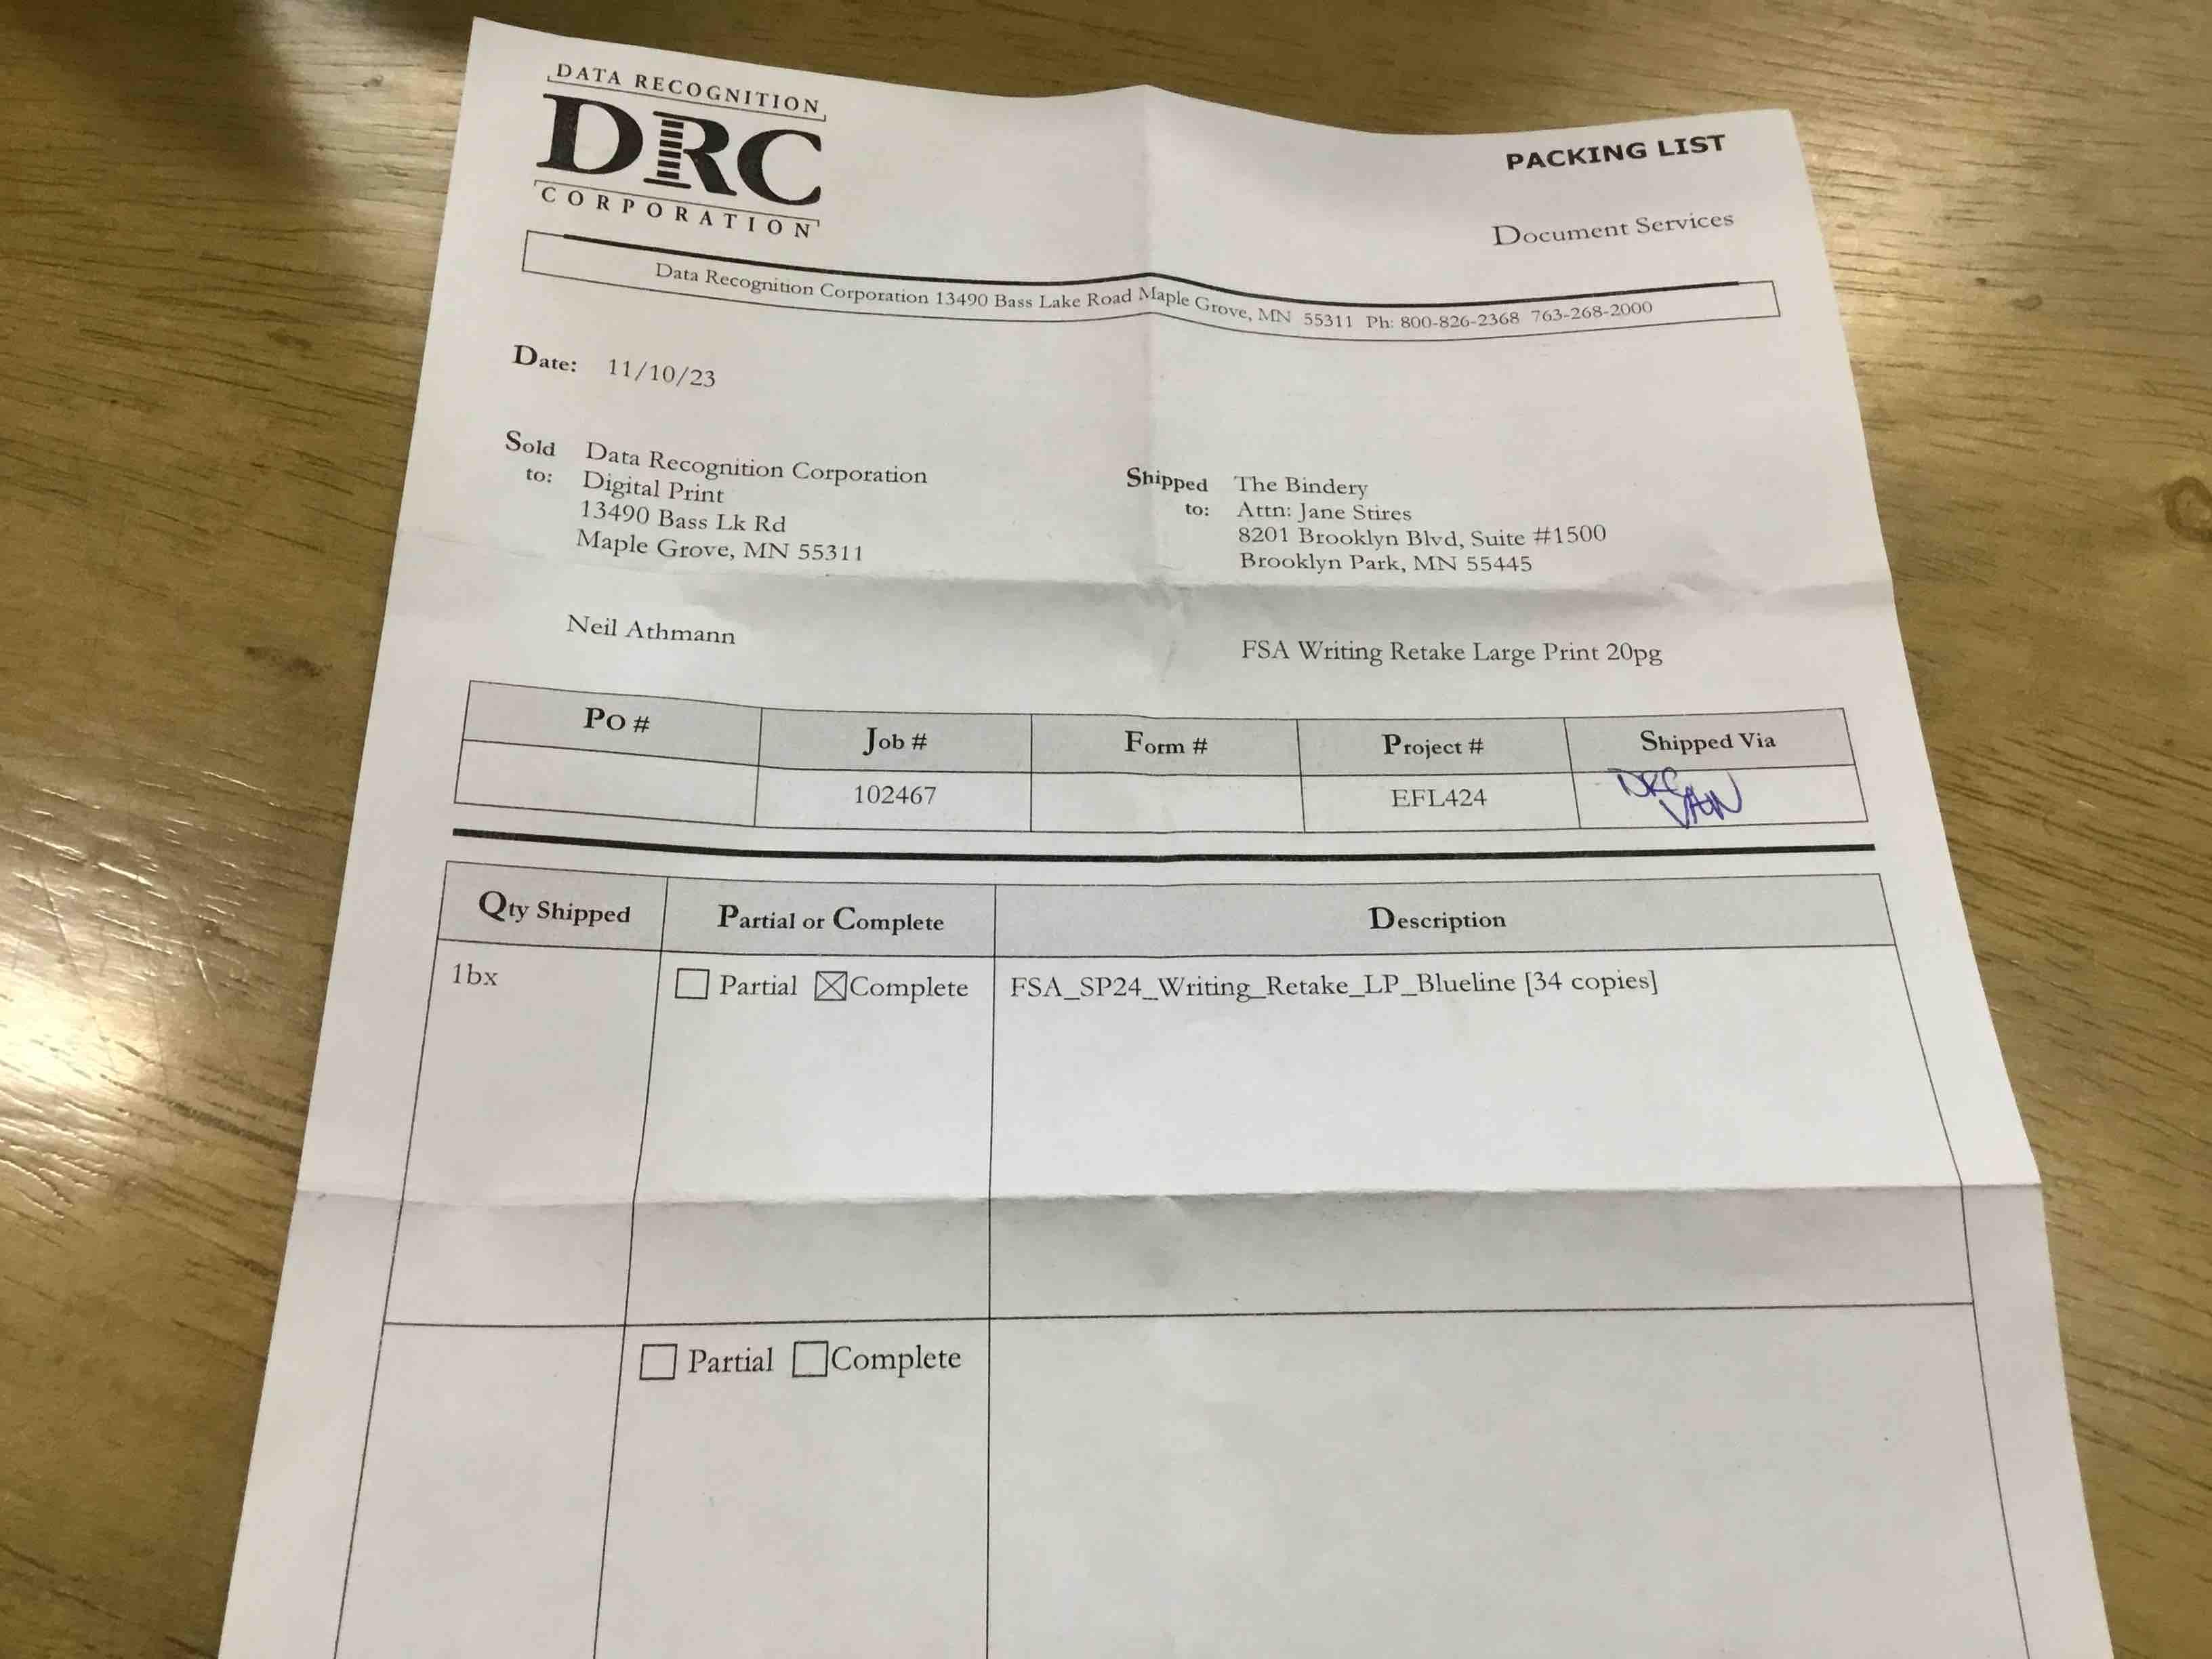 DATA RECOGNITION
DRC
CORPORATION
PACKING LIST
Document Services
Data Recognition Corporation 13490 Bass Lake Road Maple Grove, MN 55311 Ph: 800-826-2368 763-268-2000
Date: 11/10/23
Sold to:
Data Recognition Corporation
Digital Print
13490 Bass Lk Rd
Maple Grove, MN 55311
Shipped to:
The Bindery
Attn: Jane Stires
8201 Brooklyn Blvd, Suite #1500
Brooklyn Park, MN 55445
Neil Athmann
FSA Writing Retake Large Print 20pg
PO # Job # Form # Project # Shipped Via
102467 EFL424 DRC VAN
Qty Shipped Partial or Complete Description
1bx ☐ Partial ☒ Complete FSA_SP24_Writing_Retake_LP_Blueline [34 copies]
☐ Partial ☐ Complete